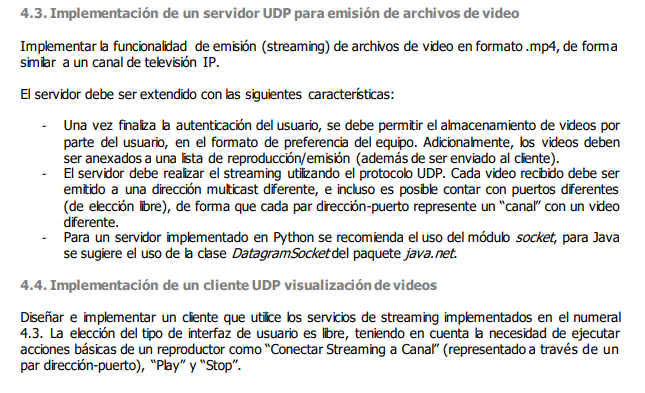 4.3. Implementación de un servidor UDP para emisión de archivos de video
Implementar la funcionalidad de emisión (streaming) de archivos de video en formato .mp4, de forma
similar a un canal de televisión IP.
El servidor debe ser extendido con las siguientes características:
- Una vez finaliza la autenticación del usuario, se debe permitir el almacenamiento de videos por
parte del usuario, en el formato de preferencia del equipo. Adicionalmente, los videos deben
ser anexados a una lista de reproducción/emisión (además de ser enviado al cliente).
- El servidor debe realizar el streaming utilizando el protocolo UDP. Cada video recibido debe ser
emitido a una dirección multicast diferente, e incluso es posible contar con puertos diferentes
(de elección libre), de forma que cada par dirección-puerto represente un "canal" con un video
diferente.
- Para un servidor implementado en Python se recomienda el uso del módulo socket, para Java
se sugiere el uso de la clase DatagramSocket del paquete java.net.
4.4. Implementación de un cliente UDP visualización de videos
Diseñar e implementar un cliente que utilice los servicios de streaming implementados en el numeral
4.3. La elección del tipo de interfaz de usuario es libre, teniendo en cuenta la necesidad de ejecutar
acciones básicas de un reproductor como "Conectar Streaming a Canal" (representado a través de un
par dirección-puerto), "Play" y "Stop".